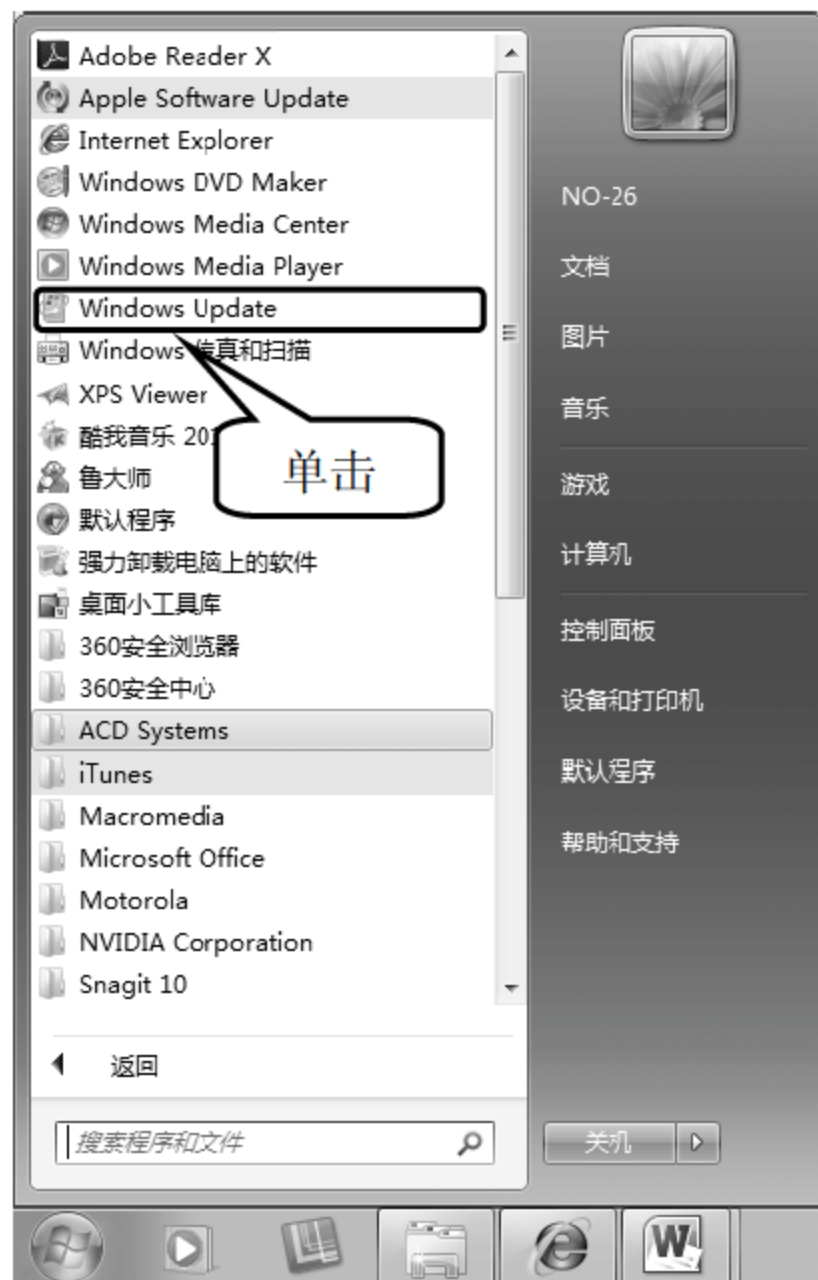 Adobe Reader X
Apple Software Update
Internet Explorer
Windows DVD Maker
Windows Media Center
Windows Media Player
Windows Update
Windows 传真和扫描
XPS Viewer
酷我音乐 20
鲁大师
默认程序
强力卸载电脑上的软件
桌面小工具库
360安全浏览器
360安全中心
ACD Systems
iTunes
Macromedia
Microsoft Office
Motorola
NVIDIA Corporation
Snagit 10
返回
搜索程序和文件
单击
NO-26
文档
图片
音乐
游戏
计算机
控制面板
设备和打印机
默认程序
帮助和支持
关机